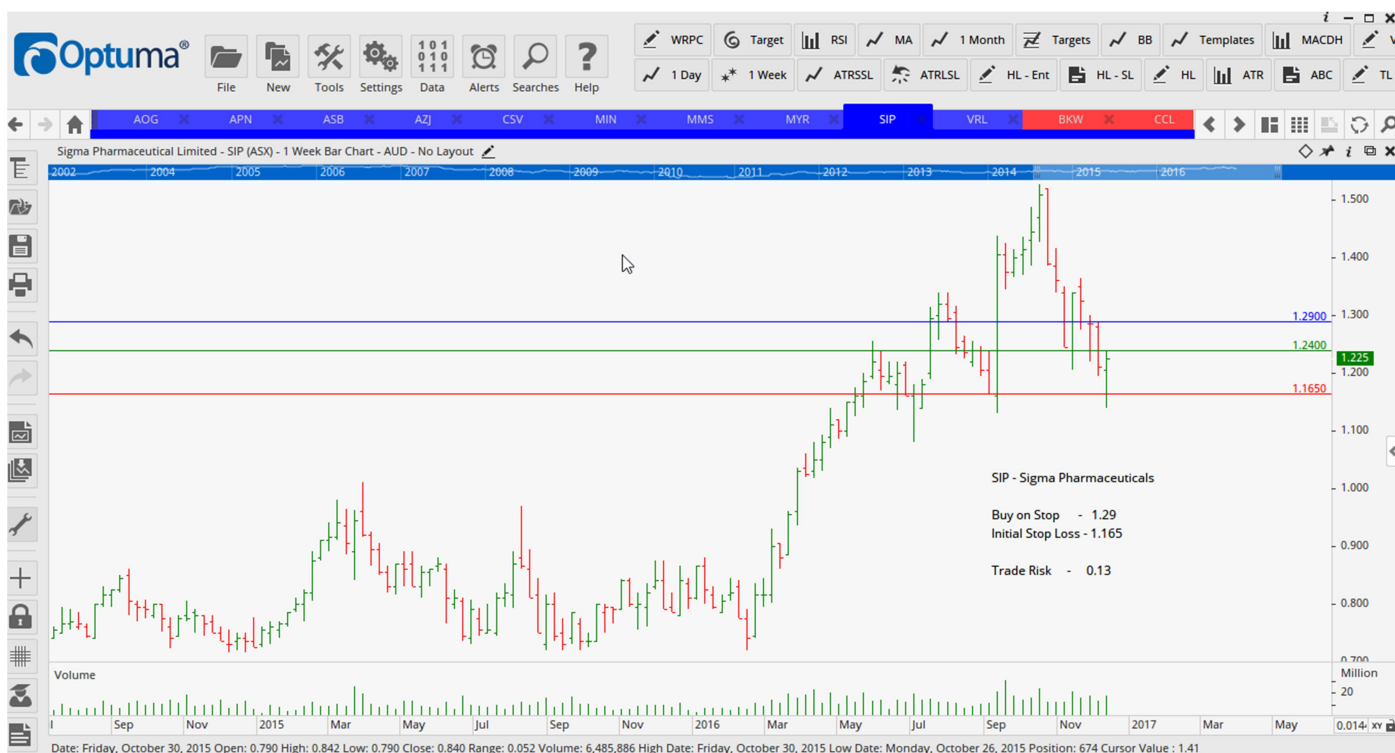 i
Optuma®
File New Tools Settings Data Alerts Searches Help
101
010
111
WRPC Target RSI MA 1 Month Targets BB Templates MACDH
1 Day 1 Week ATRSSL ATRLSL HL - Ent HL - SL HL ATR ABC TL
AOG APN ASB AZJ CSV MIN MMS MYR SIP VRL BKW CCL
Sigma Pharmaceutical Limited - SIP (ASX) - 1 Week Bar Chart - AUD - No Layout
2002 2004 2005 2006 2007 2008 2009 2010 2011 2012 2013 2014 2015 2016
1.500
1.400
1.2900 1.300
1.2400
1.225
1.200
1.1650
1.100
SIP - Sigma Pharmaceuticals
1.000
Buy on Stop - 1.29
Initial Stop Loss - 1.165
0.900
Trade Risk - 0.13
0.800
0.700
Volume Million
20
Sep Nov 2015 Mar May Jul Sep Nov 2016 Mar May Jul Sep Nov 2017 Mar May 0.014 XY
Date: Friday, October 30, 2015 Open: 0.790 High: 0.842 Low: 0.790 Close: 0.840 Range: 0.052 Volume: 6,485,886 High Date: Friday, October 30, 2015 Low Date: Monday, October 26, 2015 Position: 674 Cursor Value : 1.41